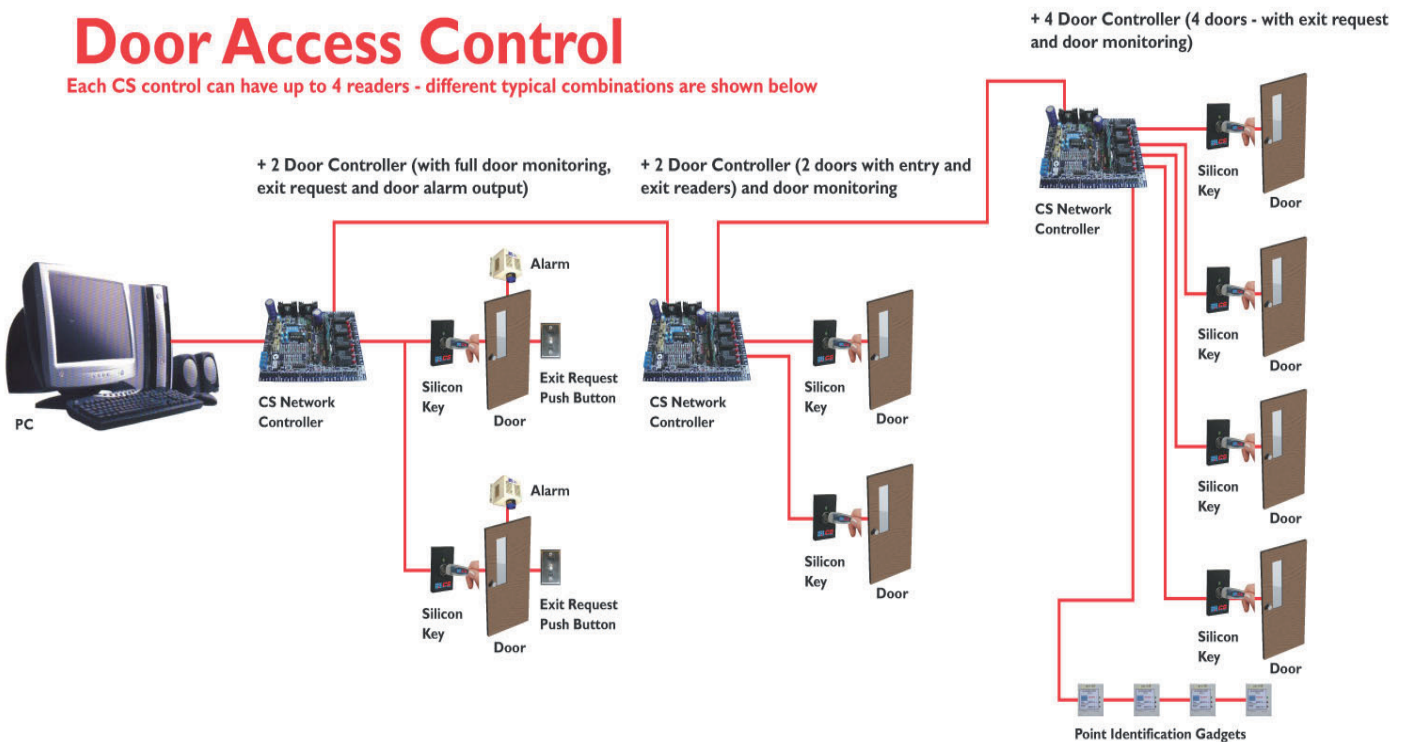 Door Access Control
Each CS control can have up to 4 readers - different typical combinations are shown below
+ 4 Door Controller (4 doors - with exit request
and door monitoring)
+ 2 Door Controller (with full door monitoring,
exit request and door alarm output)
+ 2 Door Controller (2 doors with entry and
exit readers) and door monitoring
PC
CS Network
Controller
Alarm
Silicon
Key
Door
Exit Request
Push Button
Alarm
Silicon
Key
Door
Exit Request
Push Button
CS Network
Controller
Silicon
Key
Door
Silicon
Key
Door
CS Network
Controller
Silicon
Key
Door
Silicon
Key
Door
Silicon
Key
Door
Silicon
Key
Door
Point Identification Gadgets